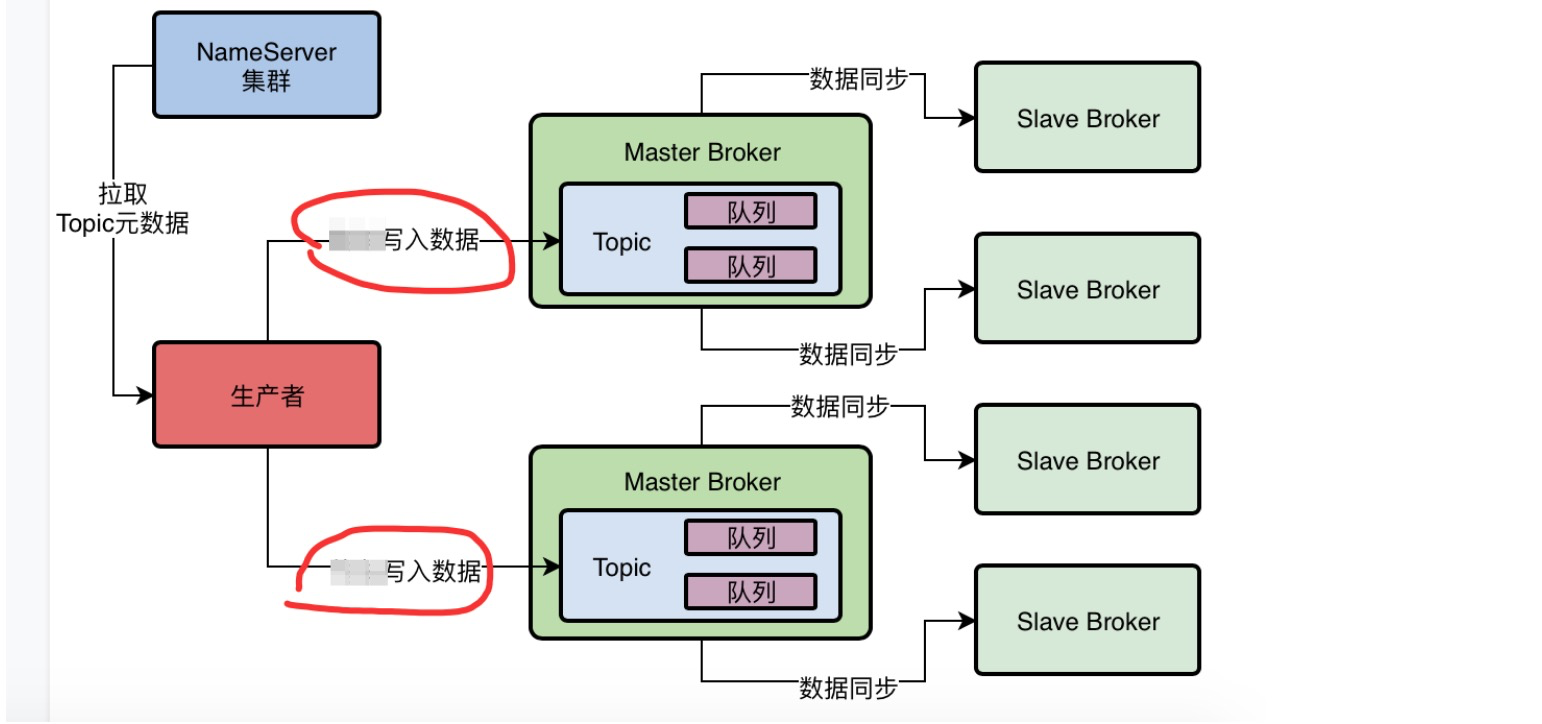 NameServer
集群
拉取
Topic元数据
生产者
写入数据
写入数据
Master Broker
Topic
队列
队列
数据同步
数据同步
Master Broker
Topic
队列
队列
数据同步
数据同步
Slave Broker
Slave Broker
Slave Broker
Slave Broker